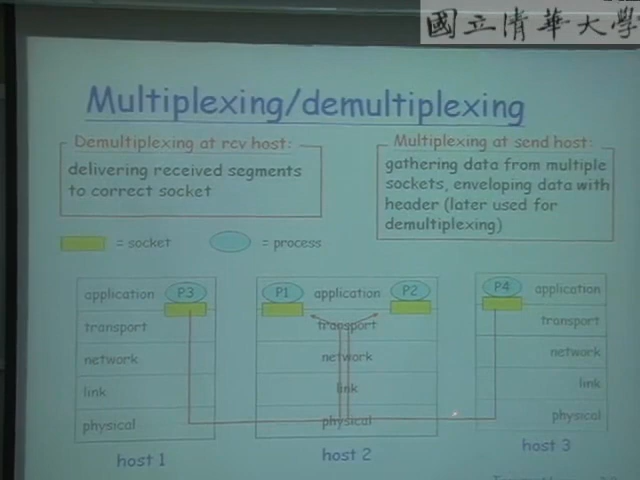 國立清華大學
Multiplexing/demultiplexing
Demultiplexing at rcv host:
delivering received segments
to correct socket
Multiplexing at send host:
gathering data from multiple
sockets, enveloping data with
header (later used for
demultiplexing)
= socket
= process
application
P3
transport
network
link
physical
host 1
P1
application
P2
transport
network
link
physical
host 2
P4
application
transport
network
link
physical
host 3